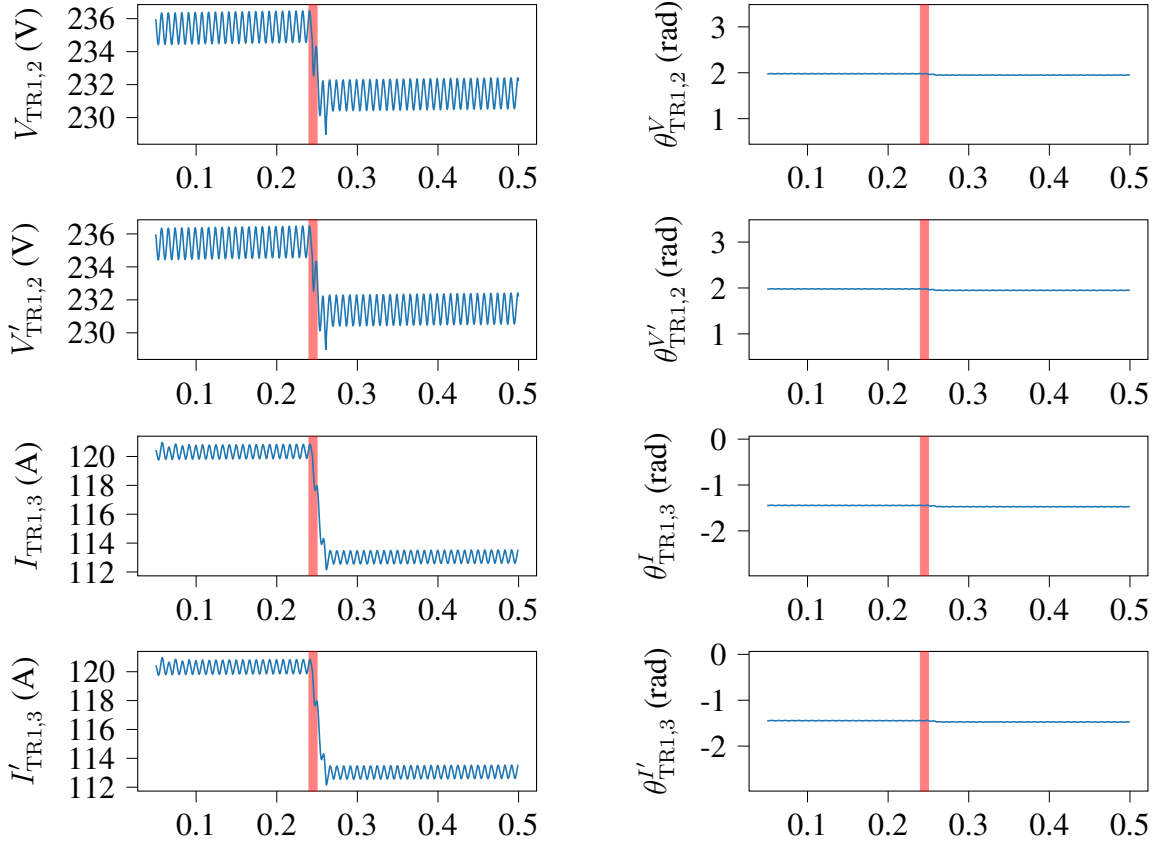 V_TR1,2 (V)
236
234
232
230
0.1 0.2 0.3 0.4 0.5
θ^V_TR1,2 (rad)
3
2
1
0.1 0.2 0.3 0.4 0.5
V′_TR1,2 (V)
236
234
232
230
0.1 0.2 0.3 0.4 0.5
θ^V′_TR1,2 (rad)
3
2
1
0.1 0.2 0.3 0.4 0.5
I_TR1,3 (A)
120
118
116
114
112
0.1 0.2 0.3 0.4 0.5
θ^I_TR1,3 (rad)
0
-1
-2
0.1 0.2 0.3 0.4 0.5
I′_TR1,3 (A)
120
118
116
114
112
0.1 0.2 0.3 0.4 0.5
θ^I′_TR1,3 (rad)
0
-1
-2
0.1 0.2 0.3 0.4 0.5